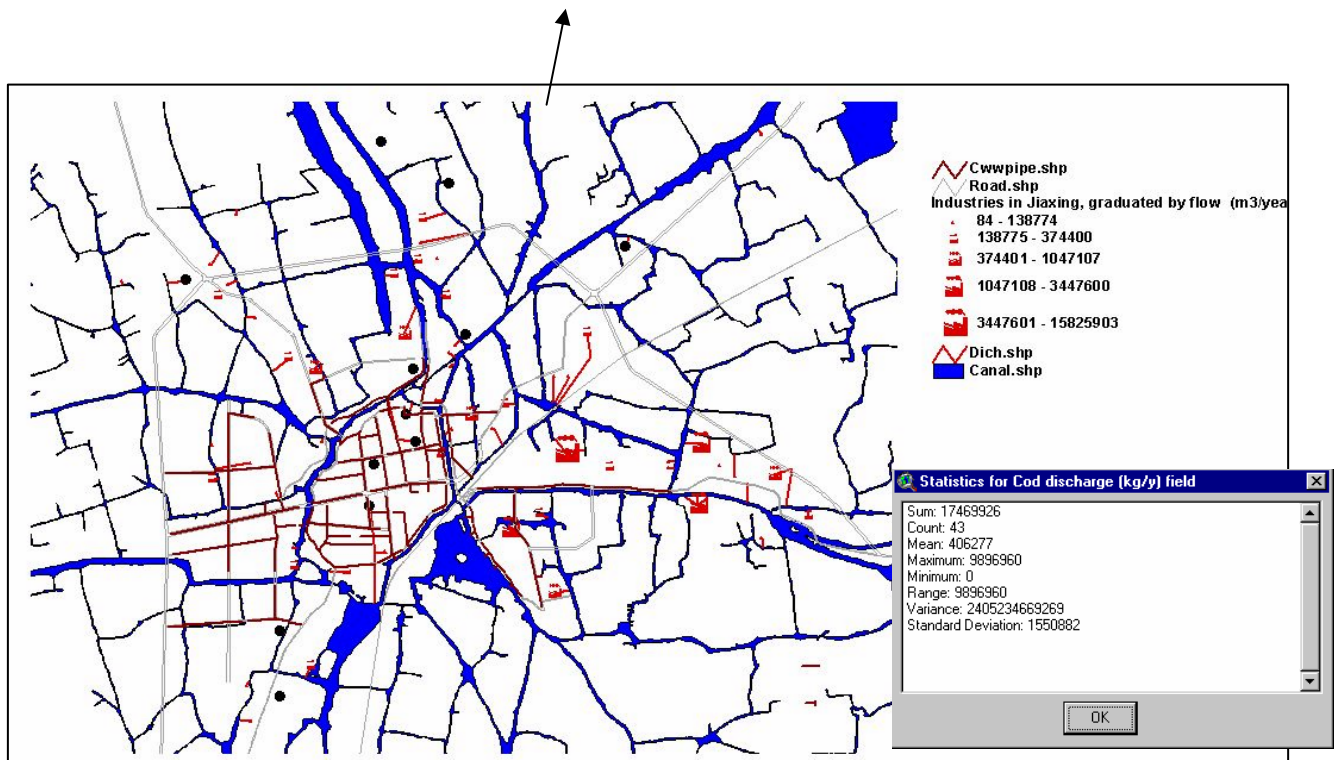 Cwwpipe.shp
Road.shp
Industries in Jiaxing, graduated by flow (m3/yea
84 - 138774
138775 - 374400
374401 - 1047107
1047108 - 3447600
3447601 - 15825903
Dich.shp
Canal.shp
Statistics for Cod discharge (kg/y) field
Sum: 17469926
Count: 43
Mean: 406277
Maximum: 9896960
Minimum: 0
Range: 9896960
Variance: 2405234669269
Standard Deviation: 1550882
OK